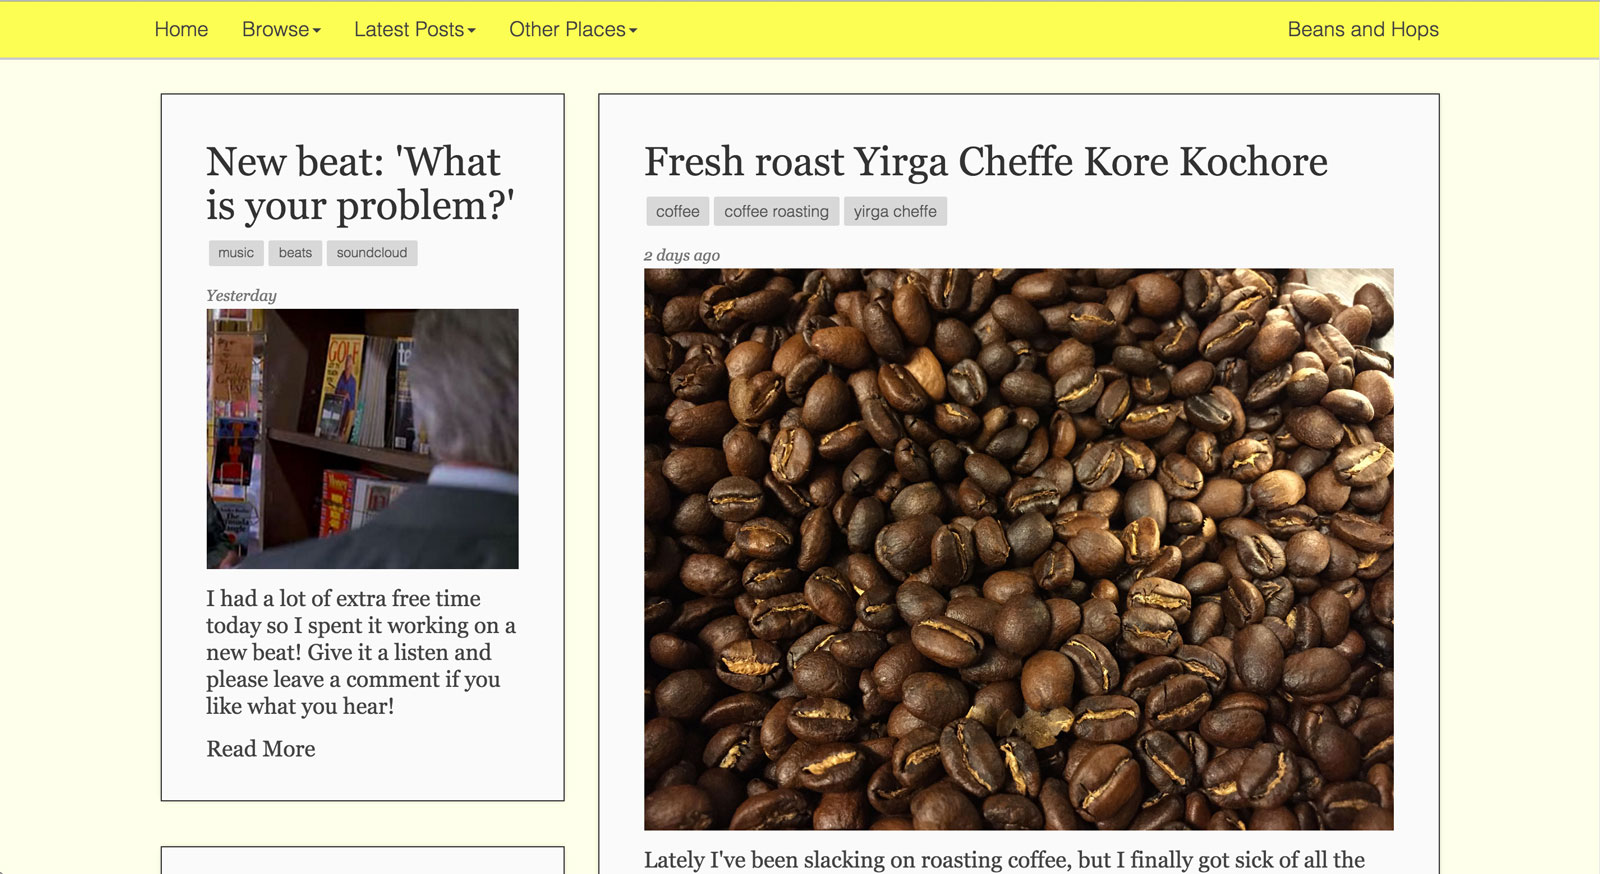 Home Browse Latest Posts Other Places Beans and Hops
New beat: 'What
is your problem?'
music beats soundcloud
Yesterday
GOLF
I had a lot of extra free time
today so I spent it working on a
new beat! Give it a listen and
please leave a comment if you
like what you hear!
Read More
Fresh roast Yirga Cheffe Kore Kochore
coffee coffee roasting yirga cheffe
2 days ago
Lately I've been slacking on roasting coffee, but I finally got sick of all the